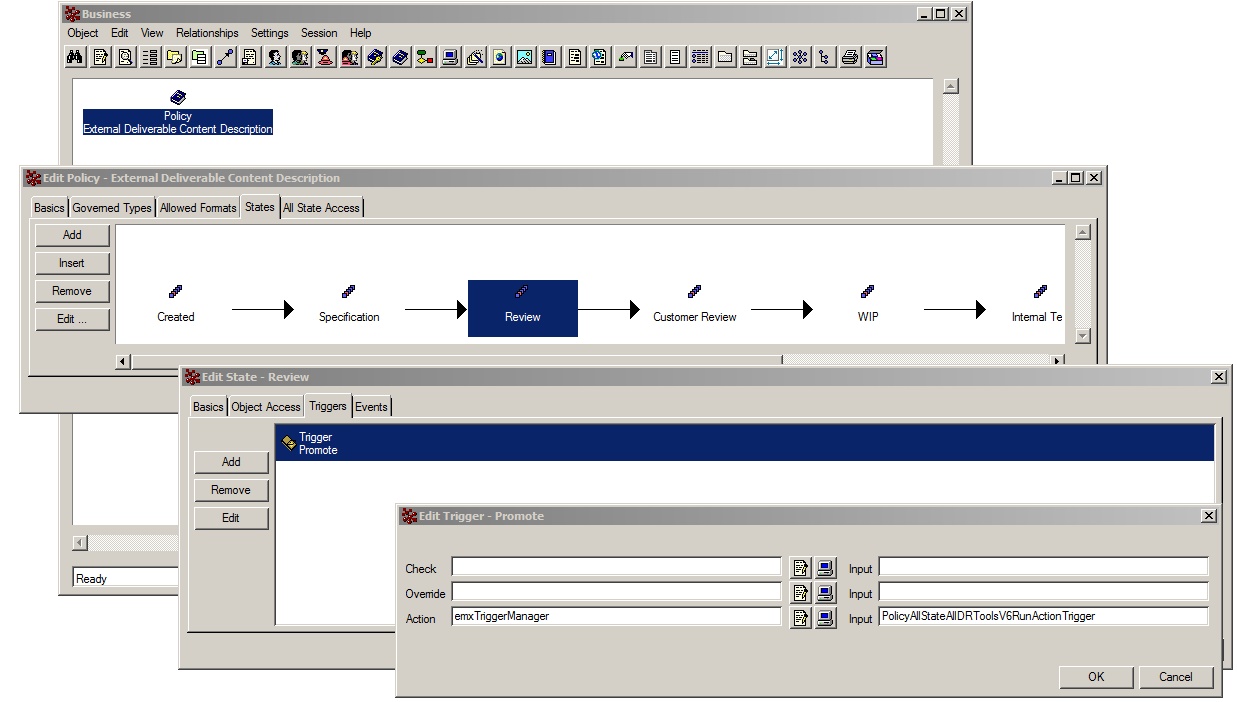 Business
Object Edit View Relationships Settings Session Help
Policy
External Deliverable Content Description
Edit Policy - External Deliverable Content Description
Basics Governed Types Allowed Formats States All State Access
Add
Insert
Remove
Edit ...
Created Specification Review Customer Review WIP Internal Te
Edit State - Review
Basics Object Access Triggers Events
Trigger
Promote
Add
Remove
Edit
Edit Trigger - Promote
Check Input
Override Input
Action emxTriggerManager Input PolicyAllStateAllDRToolsV6RunActionTrigger
OK Cancel
Ready